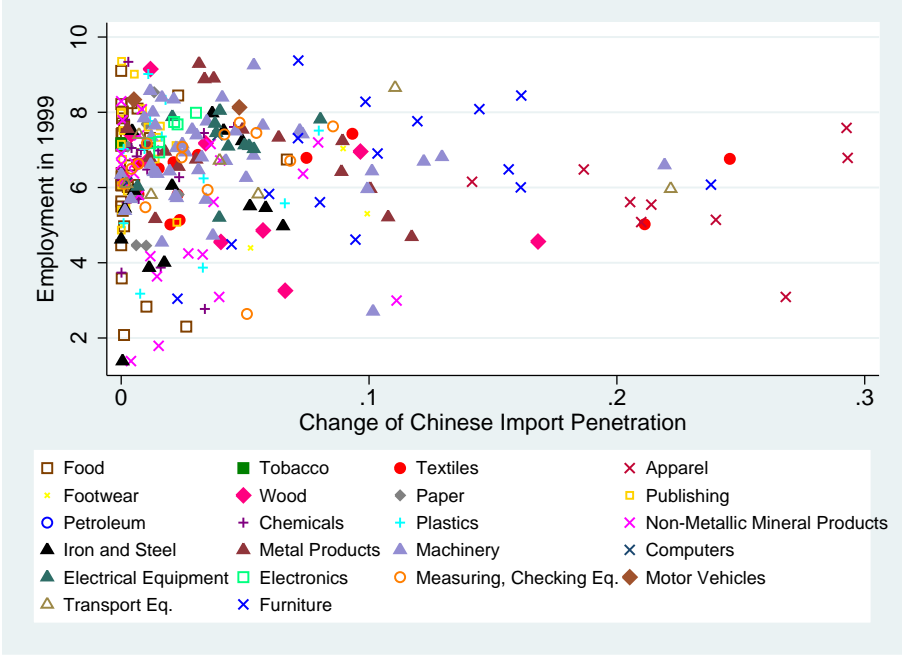 10
8
6
4
2
Employment in 1999
0 .1 .2 .3
Change of Chinese Import Penetration
Food Tobacco Textiles Apparel
Footwear Wood Paper Publishing
Petroleum Chemicals Plastics Non-Metallic Mineral Products
Iron and Steel Metal Products Machinery Computers
Electrical Equipment Electronics Measuring, Checking Eq. Motor Vehicles
Transport Eq. Furniture